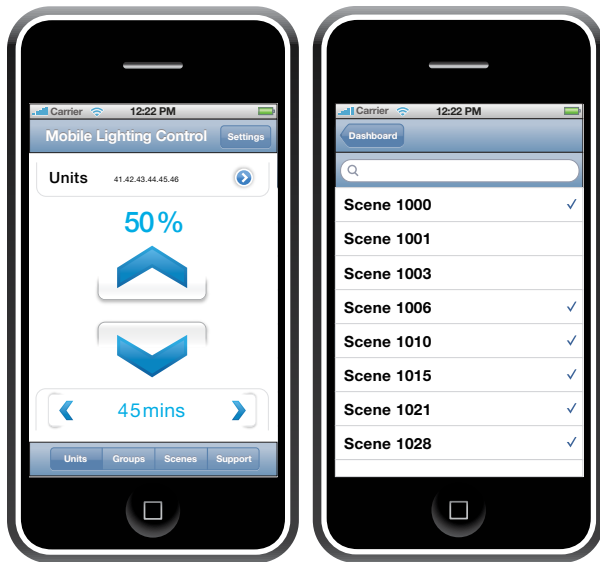 Carrier 12:22 PM
Mobile Lighting Control Settings
Units 41.42.43.44.45.46
50%
45mins
Units Groups Scenes Support
Carrier 12:22 PM
Dashboard
Scene 1000
Scene 1001
Scene 1003
Scene 1006
Scene 1010
Scene 1015
Scene 1021
Scene 1028